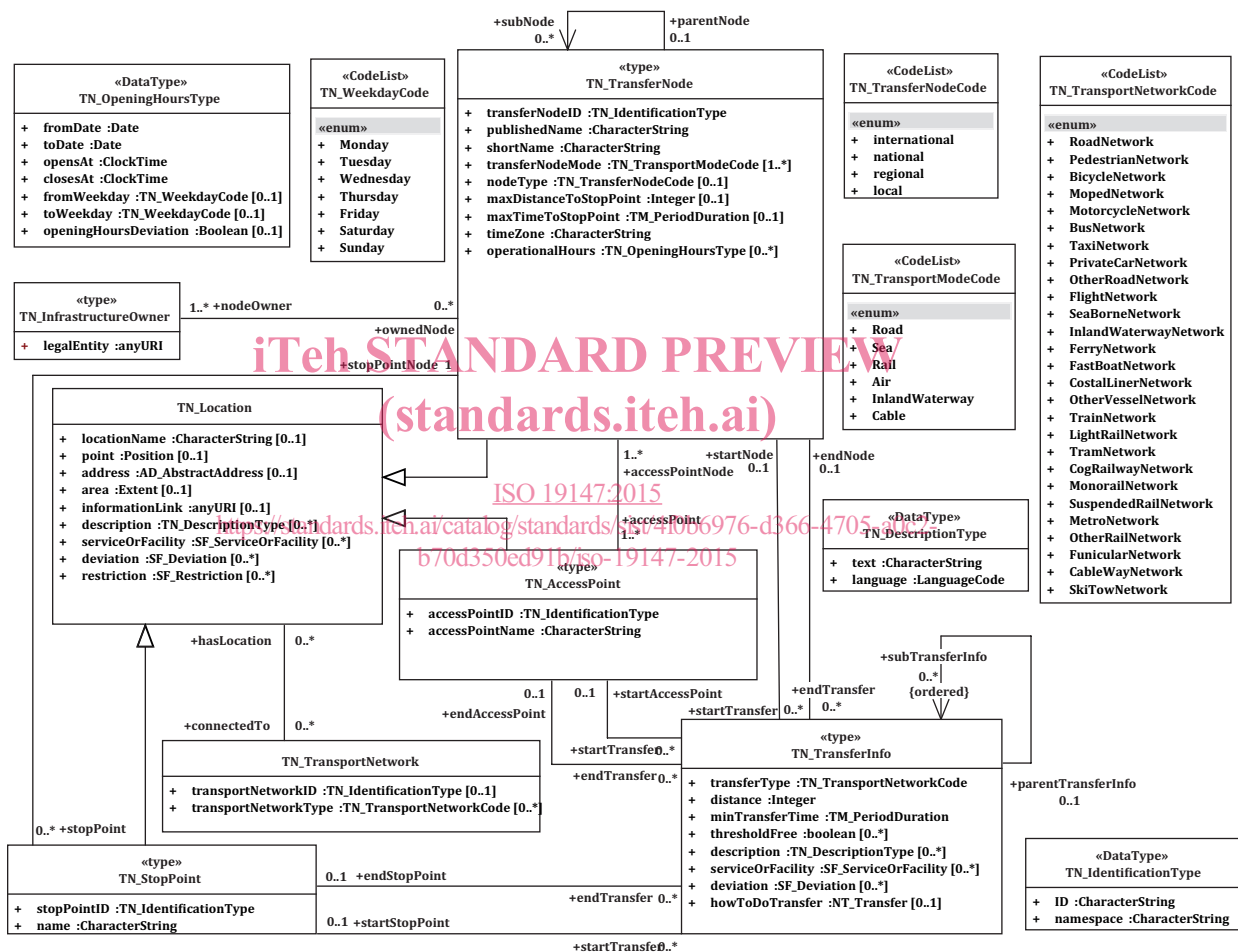 +subNode
0..*
+parentNode
0..1
«DataType»
TN_OpeningHoursType
+ fromDate :Date
+ toDate :Date
+ opensAt :ClockTime
+ closesAt :ClockTime
+ fromWeekday :TN_WeekdayCode [0..1]
+ toWeekday :TN_WeekdayCode [0..1]
+ openingHoursDeviation :Boolean [0..1]
«CodeList»
TN_WeekdayCode
«enum»
+ Monday
+ Tuesday
+ Wednesday
+ Thursday
+ Friday
+ Saturday
+ Sunday
«type»
TN_TransferNode
+ transferNodeID :TN_IdentificationType
+ publishedName :CharacterString
+ shortName :CharacterString
+ transferNodeMode :TN_TransportModeCode [1..*]
+ nodeType :TN_TransferNodeCode [0..1]
+ maxDistanceToStopPoint :Integer [0..1]
+ maxTimeToStopPoint :TM_PeriodDuration [0..1]
+ timeZone :CharacterString
+ operationalHours :TN_OpeningHoursType [0..*]
«CodeList»
TN_TransferNodeCode
«enum»
+ international
+ national
+ regional
+ local
«CodeList»
TN_TransportNetworkCode
«enum»
+ RoadNetwork
+ PedestrianNetwork
+ BicycleNetwork
+ MopedNetwork
+ MotorcycleNetwork
+ BusNetwork
+ TaxiNetwork
+ PrivateCarNetwork
+ OtherRoadNetwork
+ FlightNetwork
+ SeaBorneNetwork
+ InlandWaterwayNetwork
+ FerryNetwork
+ FastBoatNetwork
+ CostalLinerNetwork
+ OtherVesselNetwork
+ TrainNetwork
+ LightRailNetwork
+ TramNetwork
+ CogRailwayNetwork
+ MonorailNetwork
+ SuspendedRailNetwork
+ MetroNetwork
+ OtherRailNetwork
+ FunicularNetwork
+ CableWayNetwork
+ SkiTowNetwork
«CodeList»
TN_TransportModeCode
«enum»
+ Road
+ Sea
+ Rail
+ Air
+ InlandWaterway
+ Cable
«type»
TN_InfrastructureOwner
+ legalEntity :anyURI
1..* +nodeOwner
0..*
+ownedNode
+stopPointNode 1
iTeh STANDARD PREVIEW
(standards.iteh.ai)
ISO 19147:2015
https://standards.iteh.ai/catalog/standards/sist/4f0b6976-d366-4705-a0c2-
b70d350ed91b/iso-19147-2015
TN_Location
+ locationName :CharacterString [0..1]
+ point :Position [0..1]
+ address :AD_AbstractAddress [0..1]
+ area :Extent [0..1]
+ informationLink :anyURI [0..1]
+ description :TN_DescriptionType [0..*]
+ serviceOrFacility :SF_ServiceOrFacility [0..*]
+ deviation :SF_Deviation [0..*]
+ restriction :SF_Restriction [0..*]
1..*
+accessPointNode
+accessPoint
1..*
+startNode
0..1
+endNode
0..1
«DataType»
TN_DescriptionType
+ text :CharacterString
+ language :LanguageCode
«type»
TN_AccessPoint
+ accessPointID :TN_IdentificationType
+ accessPointName :CharacterString
+hasLocation
0..*
+connectedTo
0..*
TN_TransportNetwork
+ transportNetworkID :TN_IdentificationType [0..1]
+ transportNetworkType :TN_TransportNetworkCode [0..*]
0..1
+endAccessPoint
0..1
+startAccessPoint
+startTransfer 0..*
+endTransfer
0..*
+startTransfer 0..*
+endTransfer 0..*
+subTransferInfo
0..*
{ordered}
+parentTransferInfo
0..1
«type»
TN_TransferInfo
+ transferType :TN_TransportNetworkCode
+ distance :Integer
+ minTransferTime :TM_PeriodDuration
+ thresholdFree :boolean [0..*]
+ description :TN_DescriptionType [0..*]
+ serviceOrFacility :SF_ServiceOrFacility [0..*]
+ deviation :SF_Deviation [0..*]
+ howToDoTransfer :NT_Transfer [0..1]
«DataType»
TN_IdentificationType
+ ID :CharacterString
+ namespace :CharacterString
0..* +stopPoint
«type»
TN_StopPoint
+ stopPointID :TN_IdentificationType
+ name :CharacterString
0..1 +endStopPoint
+endTransfer 0..*
0..1 +startStopPoint
+startTransfer 0..*